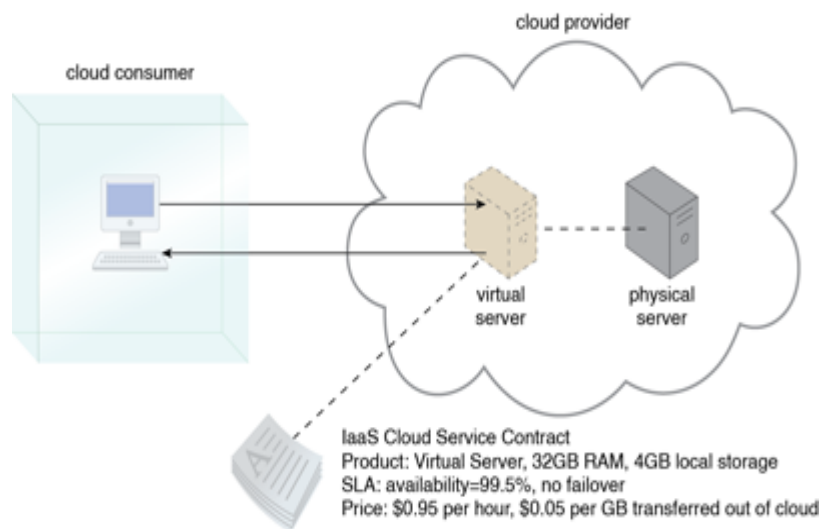 cloud provider
cloud consumer
virtual
server
physical
server
A
IaaS Cloud Service Contract
Product: Virtual Server, 32GB RAM, 4GB local storage
SLA: availability=99.5%, no failover
Price: $0.95 per hour, $0.05 per GB transferred out of cloud